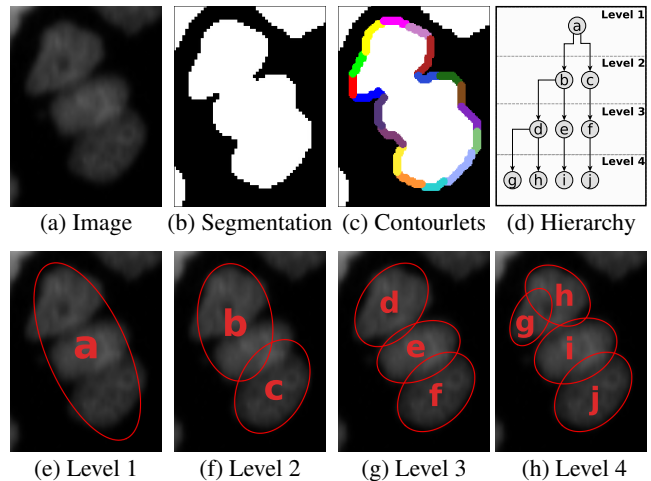 Level 1
a
Level 2
b c
Level 3
d e f
Level 4
g h i j
(a) Image (b) Segmentation (c) Contourlets (d) Hierarchy
a
b
c
d
e
f
h
g
i
j
(e) Level 1 (f) Level 2 (g) Level 3 (h) Level 4